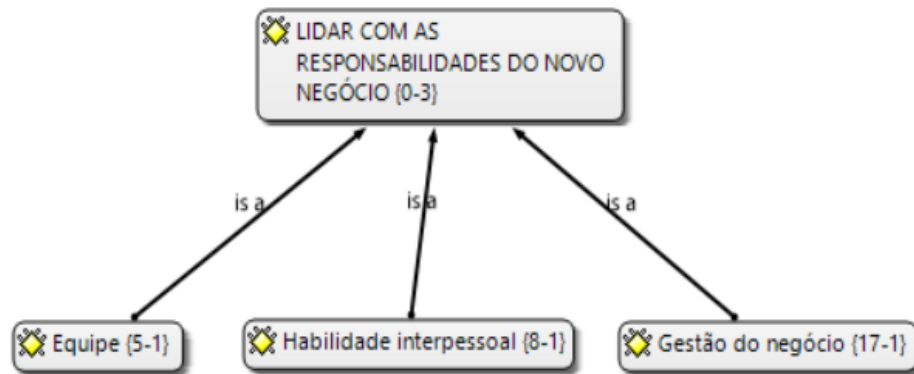 LIDAR COM AS
RESPONSABILIDADES DO NOVO
NEGÓCIO {0-3}
is a
is a
is a
Equipe {5-1}
Habilidade interpessoal {8-1}
Gestão do negócio {17-1}